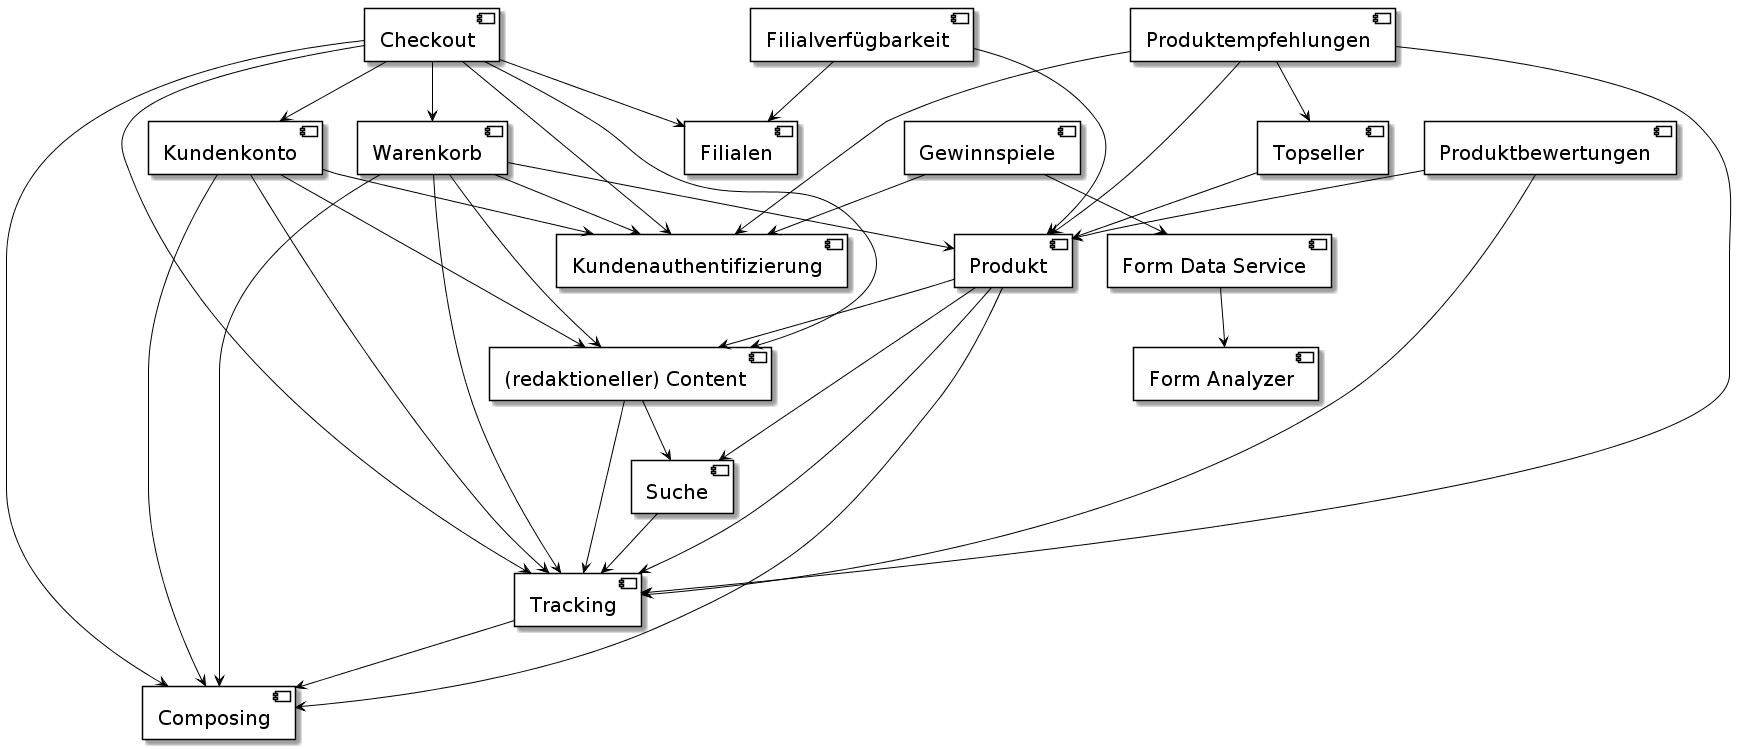 Checkout
Filialverfügbarkeit
Produktempfehlungen
Kundenkonto
Warenkorb
Filialen
Gewinnspiele
Topseller
Produktbewertungen
Kundenauthentifizierung
Produkt
Form Data Service
(redaktioneller) Content
Form Analyzer
Suche
Tracking
Composing